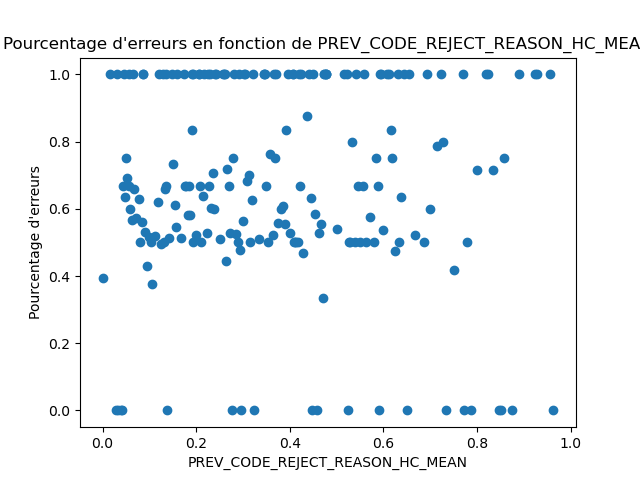 Pourcentage d'erreurs en fonction de PREV_CODE_REJECT_REASON_HC_MEA
1.0
0.8
0.6
0.4
0.2
0.0
Pourcentage d'erreurs
0.0 0.2 0.4 0.6 0.8 1.0
PREV_CODE_REJECT_REASON_HC_MEAN